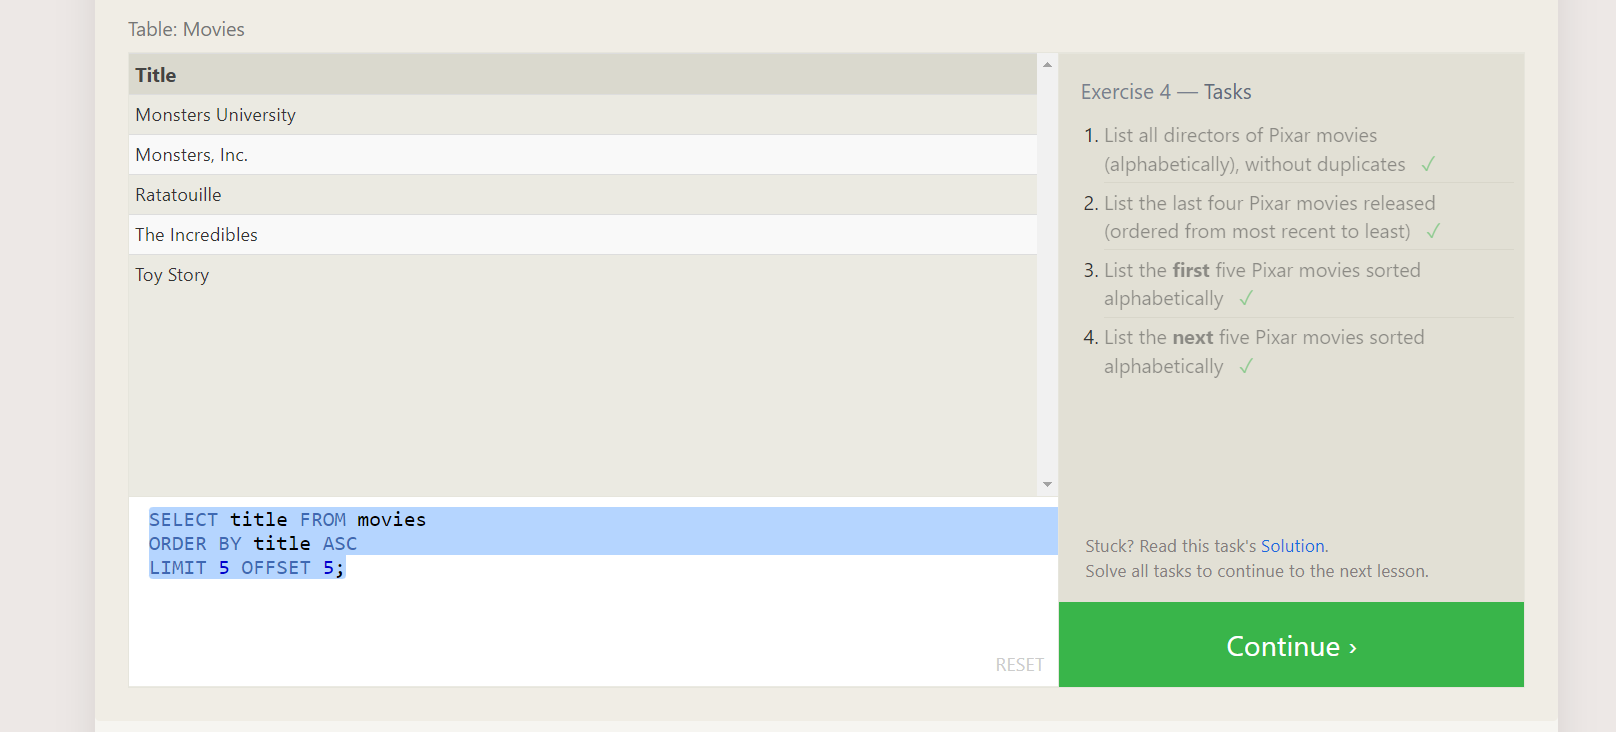 Table: Movies
Title
Monsters University
Monsters, Inc.
Ratatouille
The Incredibles
Toy Story
SELECT title FROM movies
ORDER BY title ASC
LIMIT 5 OFFSET 5;
RESET
Exercise 4 — Tasks
1. List all directors of Pixar movies
(alphabetically), without duplicates ✓
2. List the last four Pixar movies released
(ordered from most recent to least) ✓
3. List the first five Pixar movies sorted
alphabetically ✓
4. List the next five Pixar movies sorted
alphabetically ✓
Stuck? Read this task's Solution.
Solve all tasks to continue to the next lesson.
Continue ›